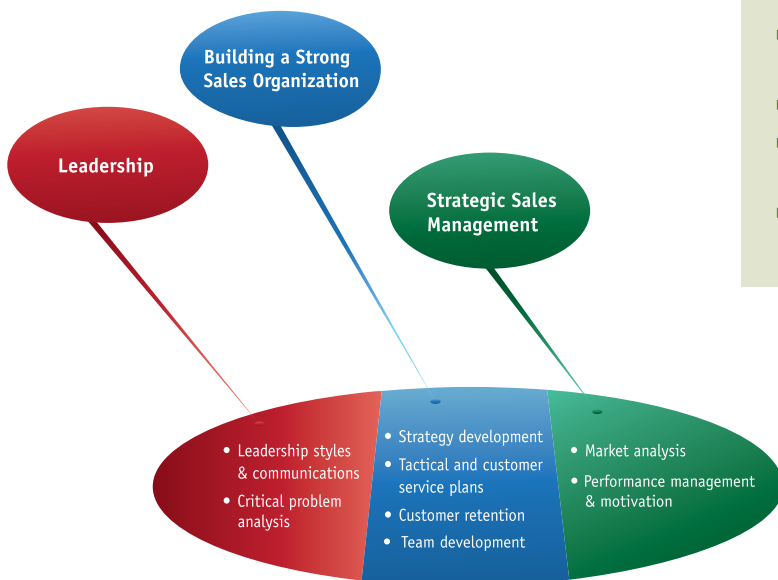 Building a Strong
Sales Organization
Leadership
Strategic Sales
Management
• Leadership styles
& communications
• Critical problem
analysis
• Strategy development
• Tactical and customer
service plans
• Customer retention
• Team development
• Market analysis
• Performance management
& motivation